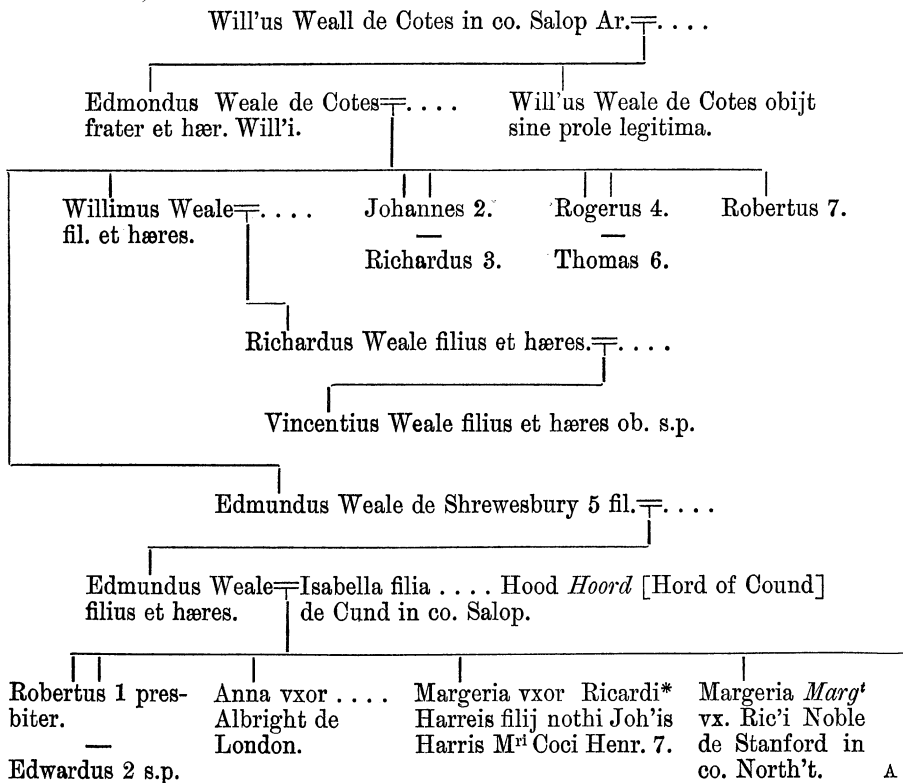 Will'us Weall de Cotes in co. Salop Ar. . . . .
Edmondus Weale de Cotes . . . .
frater et hær. Will'i.
Will'us Weale de Cotes obijt
sine prole legitima.
Willimus Weale . . . .
fil. et hæres.
Johannes 2.
—
Richardus 3.
Rogerus 4.
—
Thomas 6.
Robertus 7.
Richardus Weale filius et hæres. . . . .
Vincentius Weale filius et hæres ob. s.p.
Edmundus Weale de Shrewesbury 5 fil. . . . .
Edmundus Weale
filius et hæres.
Isabella filia . . . . Hood Hoord [Hord of Cound]
de Cund in co. Salop.
Robertus 1 pres-
biter.
—
Edwardus 2 s.p.
Anna vxor . . . .
Albright de
London.
Margeria vxor Ricardi*
Harreis filij nothi Joh'is
Harris Mri Coci Henr. 7.
Margeria Margt
vx. Ric'i Noble
de Stanford in
co. North't.
A